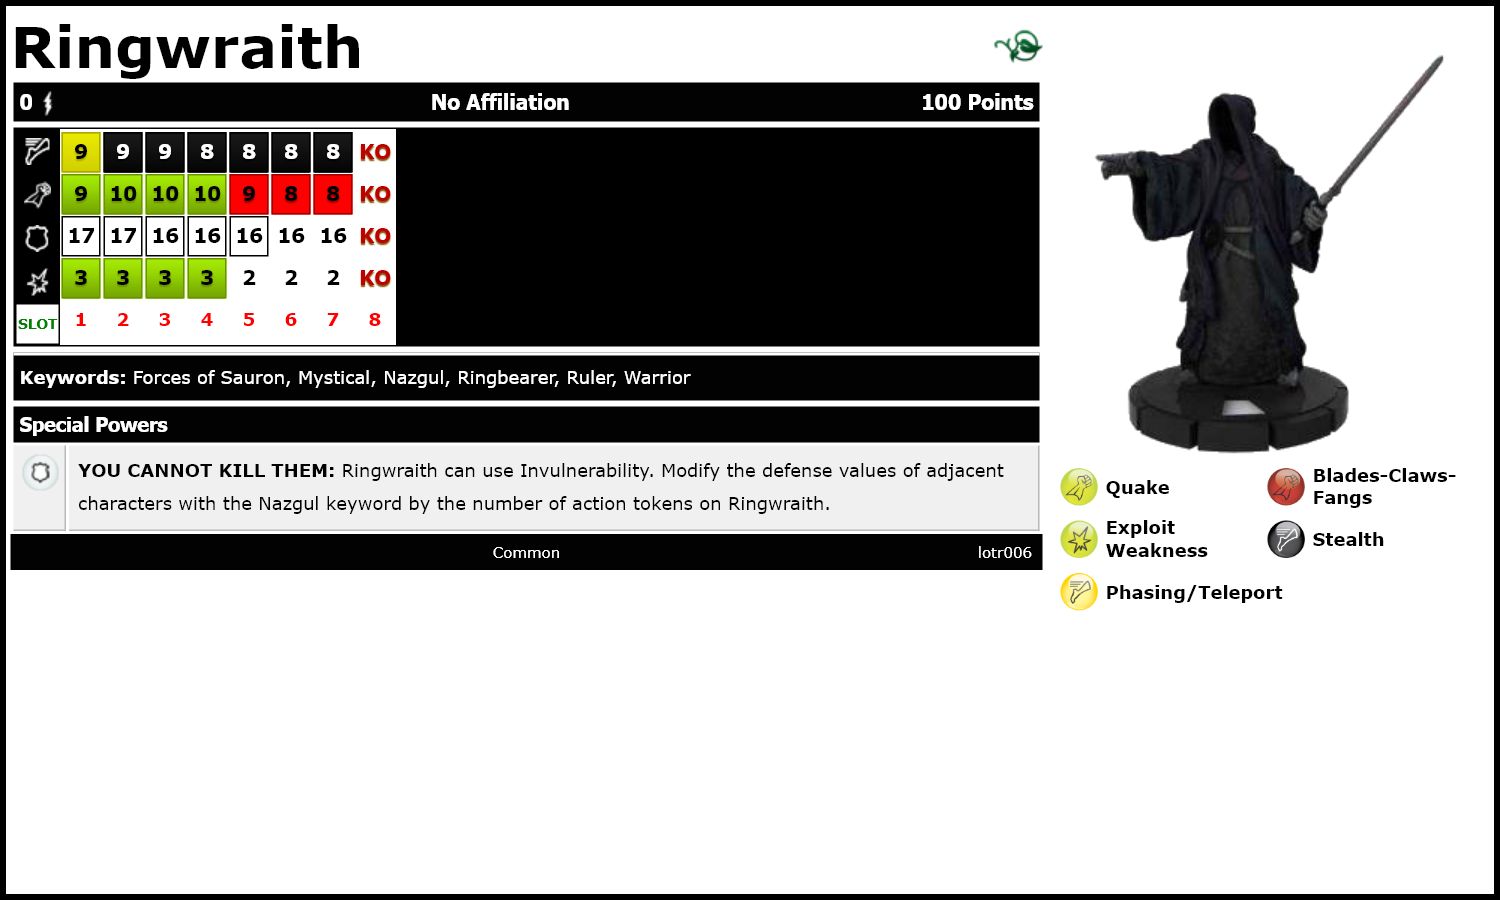 Ringwraith
0 No Affiliation 100 Points
9 9 9 8 8 8 8 KO
9 10 10 10 9 8 8 KO
17 17 16 16 16 16 16 KO
3 3 3 3 2 2 2 KO
SLOT 1 2 3 4 5 6 7 8
Keywords: Forces of Sauron, Mystical, Nazgul, Ringbearer, Ruler, Warrior
Special Powers
YOU CANNOT KILL THEM: Ringwraith can use Invulnerability. Modify the defense values of adjacent
characters with the Nazgul keyword by the number of action tokens on Ringwraith.
Common lotr006
Quake
Blades-Claws-
Fangs
Exploit
Weakness
Stealth
Phasing/Teleport